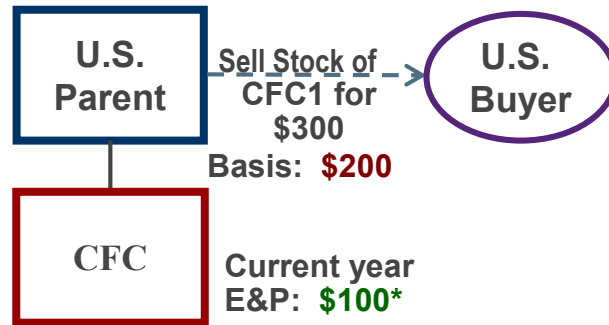 U.S.
Parent
Sell Stock of
CFC1 for
$300
Basis: $200
U.S.
Buyer
CFC
Current year
E&P: $100*